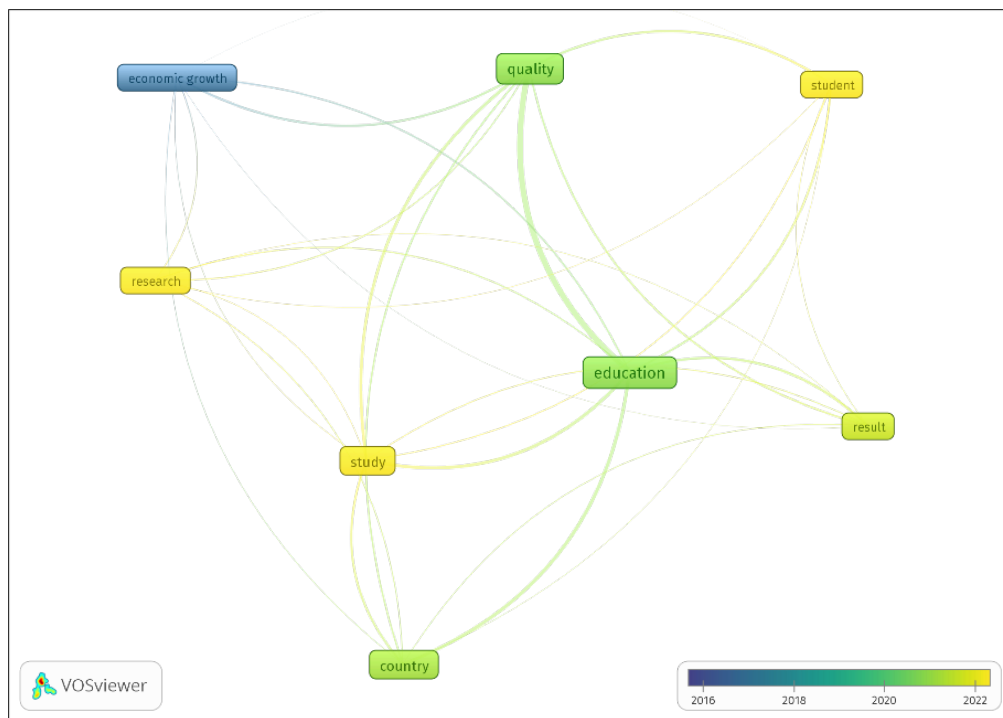 economic growth
quality
student
research
education
result
study
country
VOSviewer
2016 2018 2020 2022